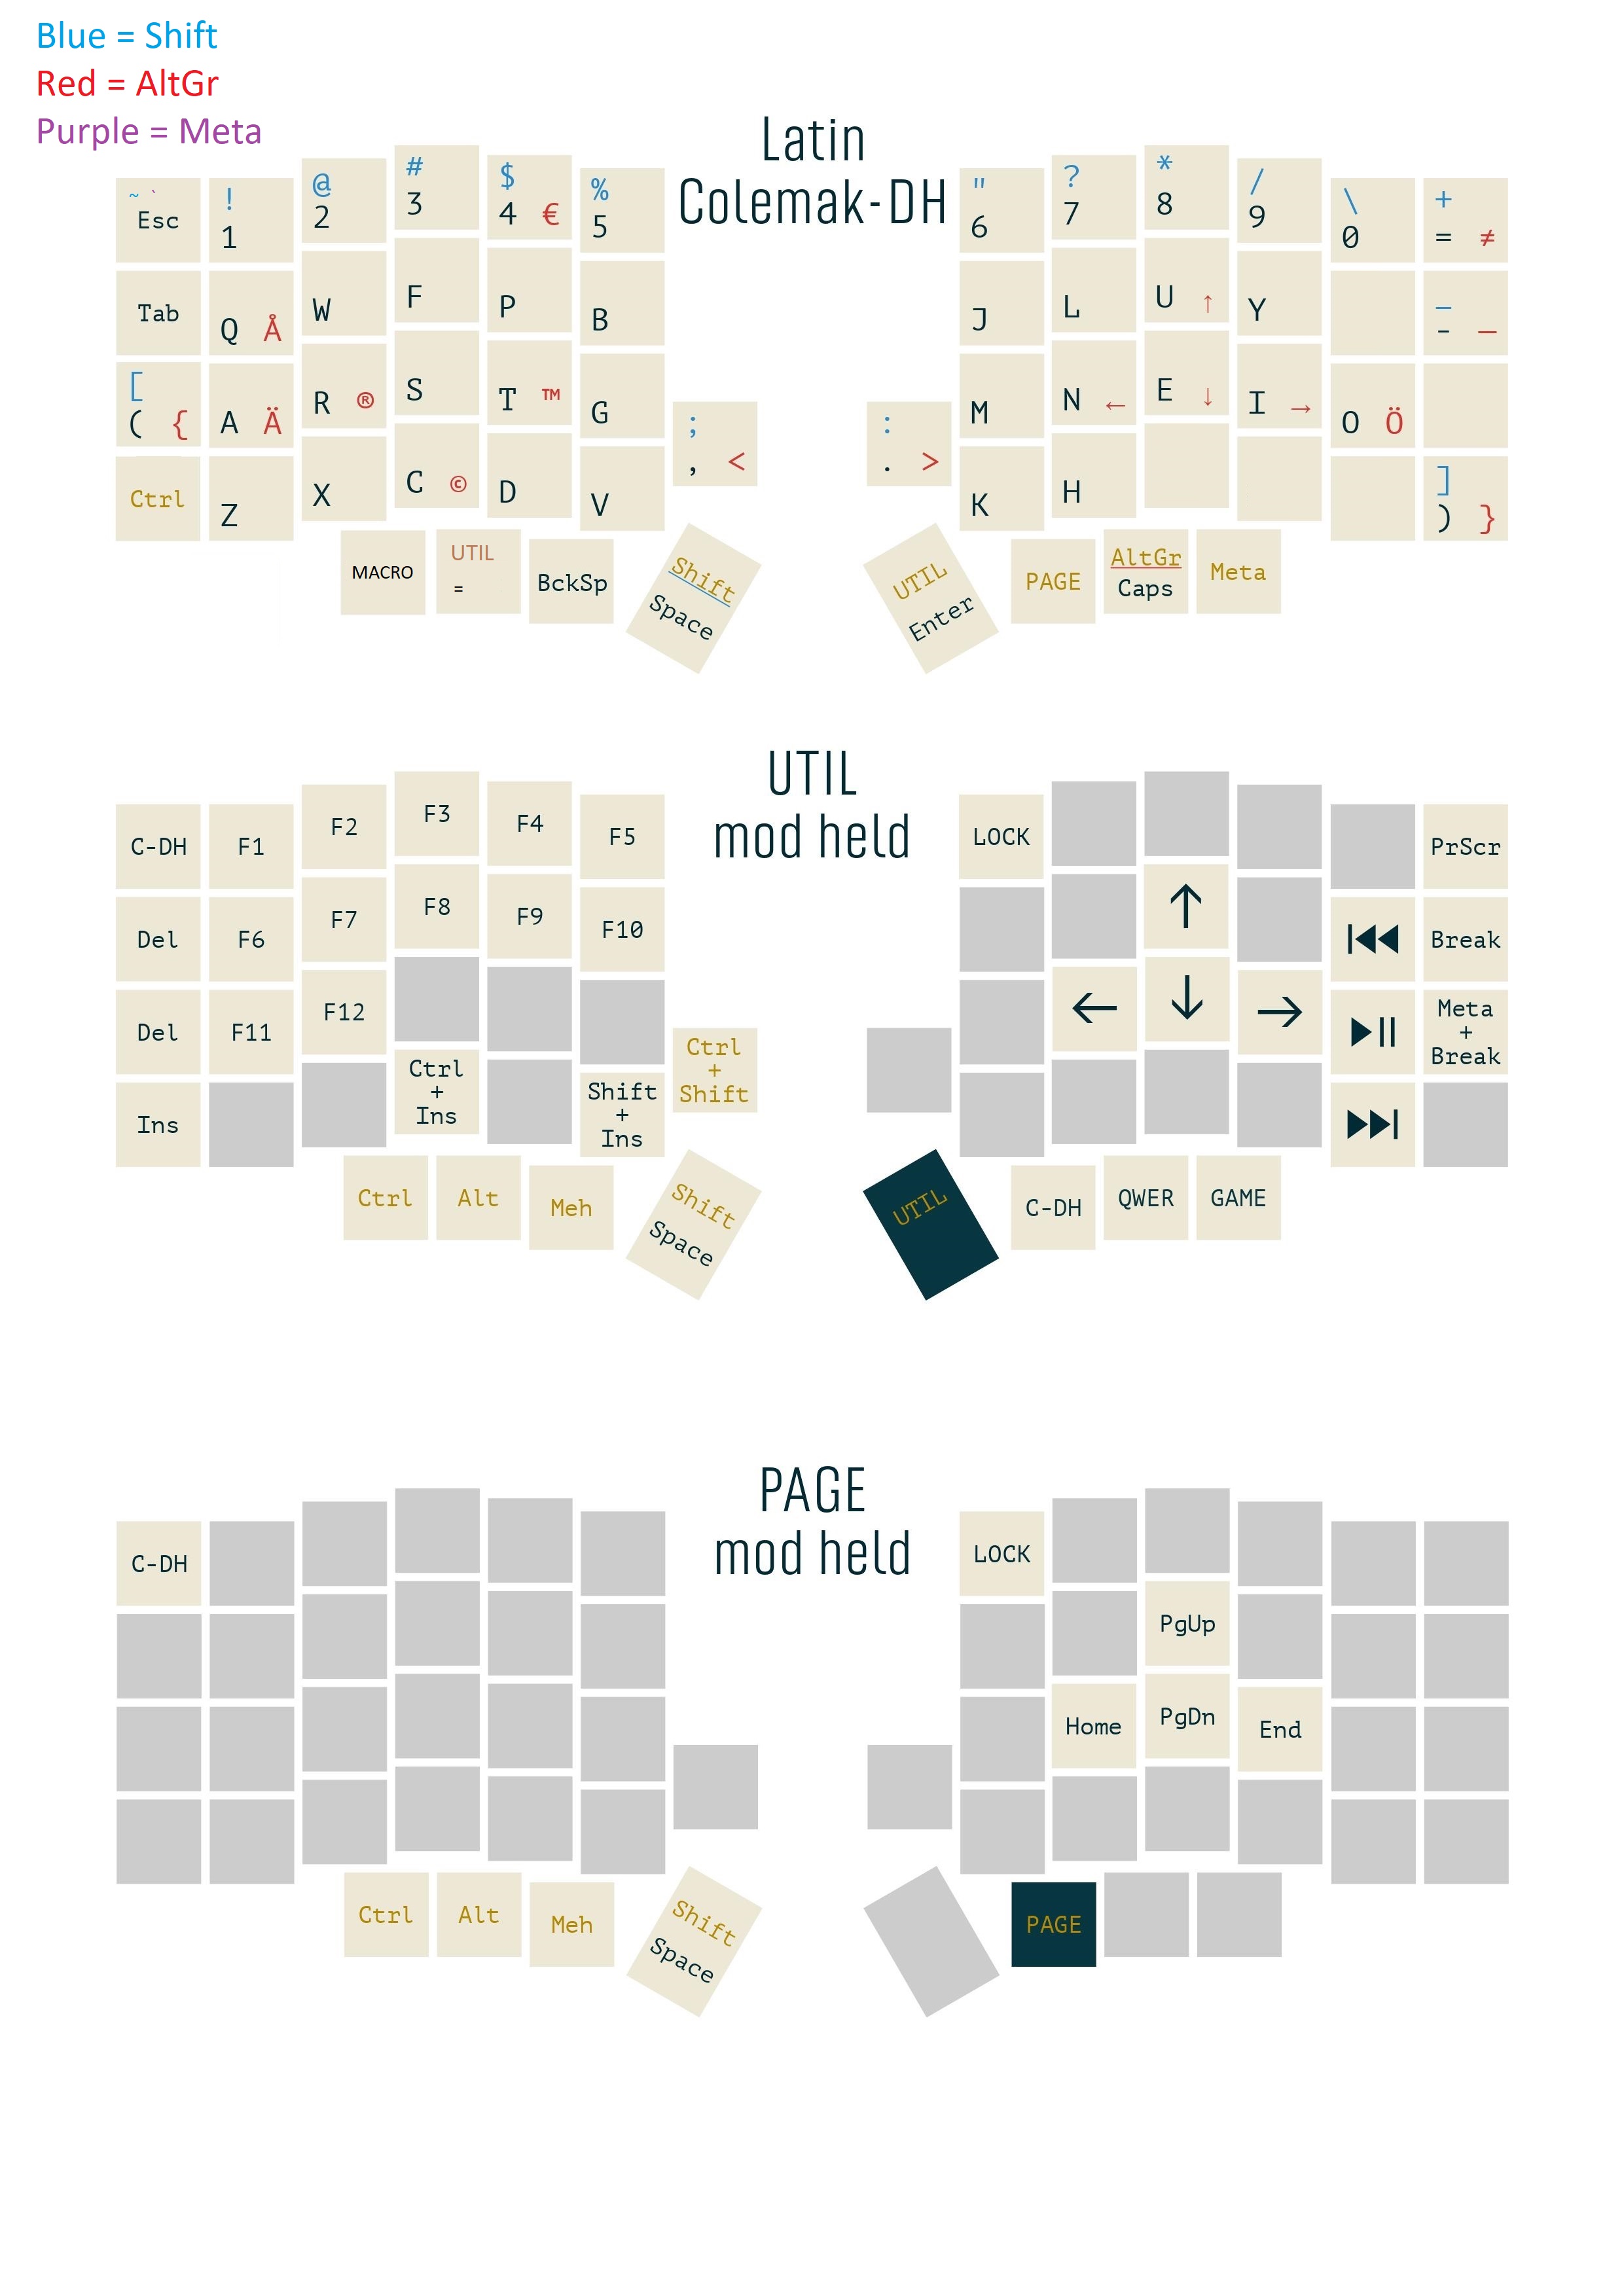 Blue = Shift
Red = AltGr
Purple = Meta
Latin
Colemak-DH
~ ` ! @ # $ %
Esc 1 2 3 4 € 5
" ? * / \ +
6 7 8 9 0 = ≠
Tab Q Å W F P B
J L U ↑ Y _ - —
[
( { A Ä R ® S T ™ G
M N ← E ↓ I → O Ö
; , <
: . >
Ctrl Z X C © D V
K H ] ) }
MACRO
UTIL
=
BckSp
Shift
Space
UTIL
Enter
PAGE
AltGr
Caps
Meta
UTIL
mod held
C-DH F1 F2 F3 F4 F5
LOCK PrScr
Del F6 F7 F8 F9 F10
↑ Break
Del F11 F12
← ↓ → Meta
+
Break
Ctrl
+
Shift
Ins
Ctrl
+
Ins
Shift
+
Ins
Ctrl Alt Meh
Shift
Space
UTIL
C-DH QWER GAME
PAGE
mod held
C-DH
LOCK
PgUp
Home PgDn End
Ctrl Alt Meh
Shift
Space
PAGE